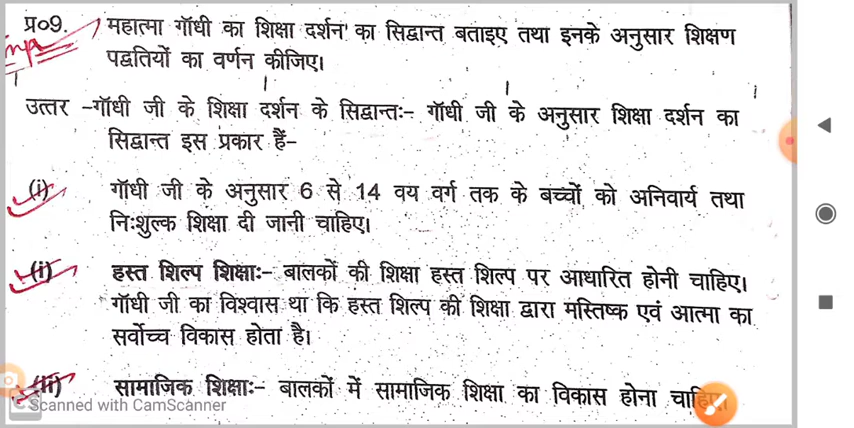 प्र०9. महात्मा गॉधी का शिक्षा दर्शन का सिद्वान्त बताइए तथा इनके अनुसार शिक्षण
imp पद्वतियों का वर्णन कीजिए।
उत्तर -गॉधी जी के शिक्षा दर्शन के सिद्वान्तः- गॉधी जी के अनुसार शिक्षा दर्शन का
सिद्वान्त इस प्रकार हैं-
(i) गॉधी जी के अनुसार 6 से 14 वय वर्ग तक के बच्चों को अनिवार्य तथा
निःशुल्क शिक्षा दी जानी चाहिए।
(i) हस्त शिल्प शिक्षाः- बालकों की शिक्षा हस्त शिल्प पर आधारित होनी चाहिए।
गॉधी जी का विश्वास था कि हस्त शिल्प की शिक्षा द्वारा मस्तिष्क एवं आत्मा का
सर्वोच्च विकास होता है।
(ii) सामाजिक शिक्षाः- बालकों में सामाजिक शिक्षा का विकास होना चाहिए।
CS Scanned with CamScanner